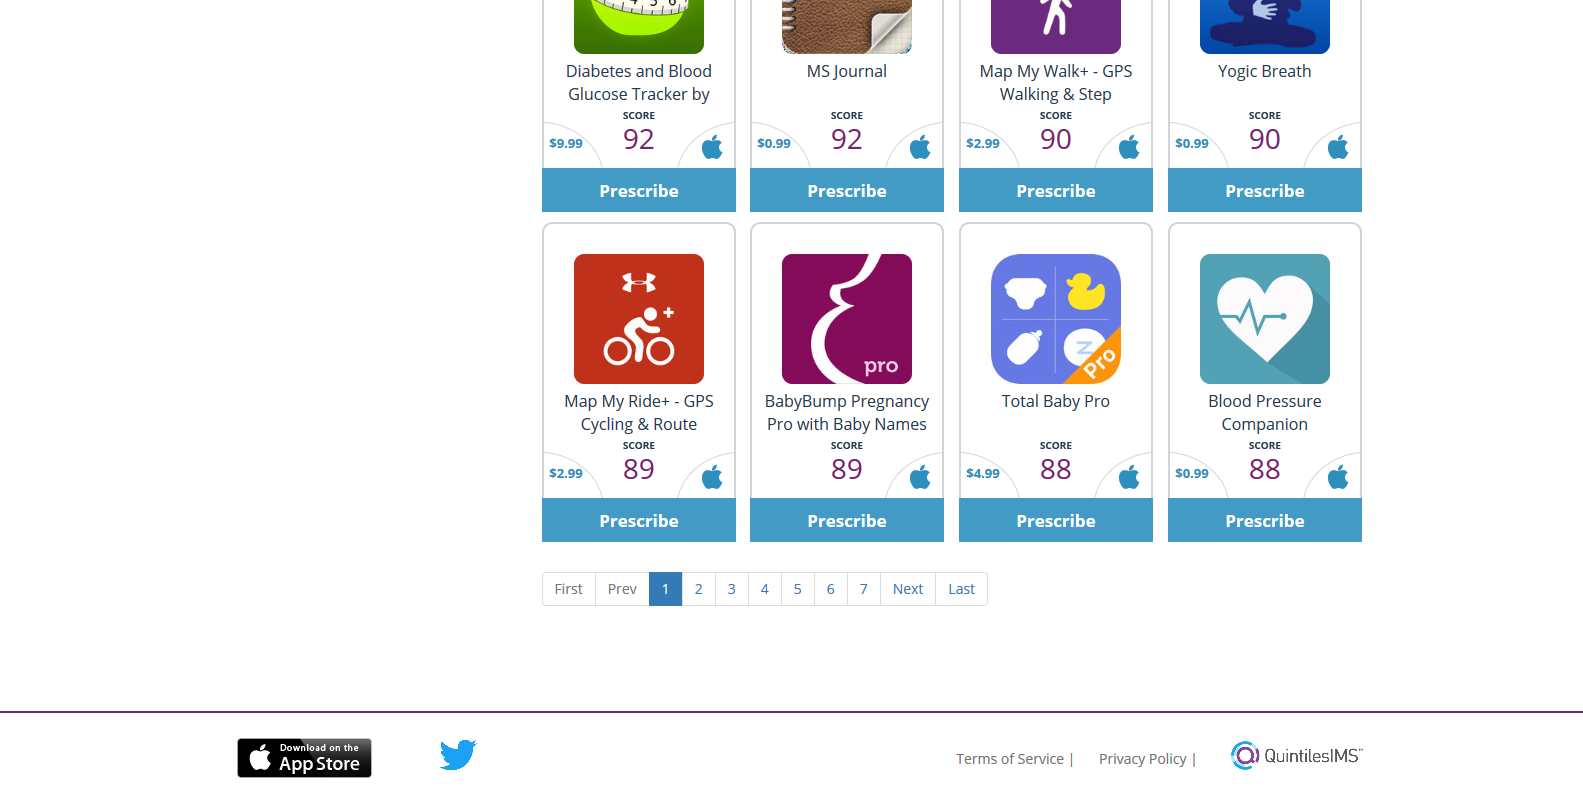 4 5 6
Diabetes and Blood
Glucose Tracker by
SCORE
$9.99 92
Prescribe
MS Journal
SCORE
$0.99 92
Prescribe
Map My Walk+ - GPS
Walking & Step
SCORE
$2.99 90
Prescribe
Yogic Breath
SCORE
$0.99 90
Prescribe
Map My Ride+ - GPS
Cycling & Route
SCORE
$2.99 89
Prescribe
pro
BabyBump Pregnancy
Pro with Baby Names
SCORE
89
Prescribe
Z
Pro
Total Baby Pro
SCORE
$4.99 88
Prescribe
Blood Pressure
Companion
SCORE
$0.99 88
Prescribe
First Prev 1 2 3 4 5 6 7 Next Last
Download on the
App Store
Terms of Service | Privacy Policy |
QuintilesIMS™